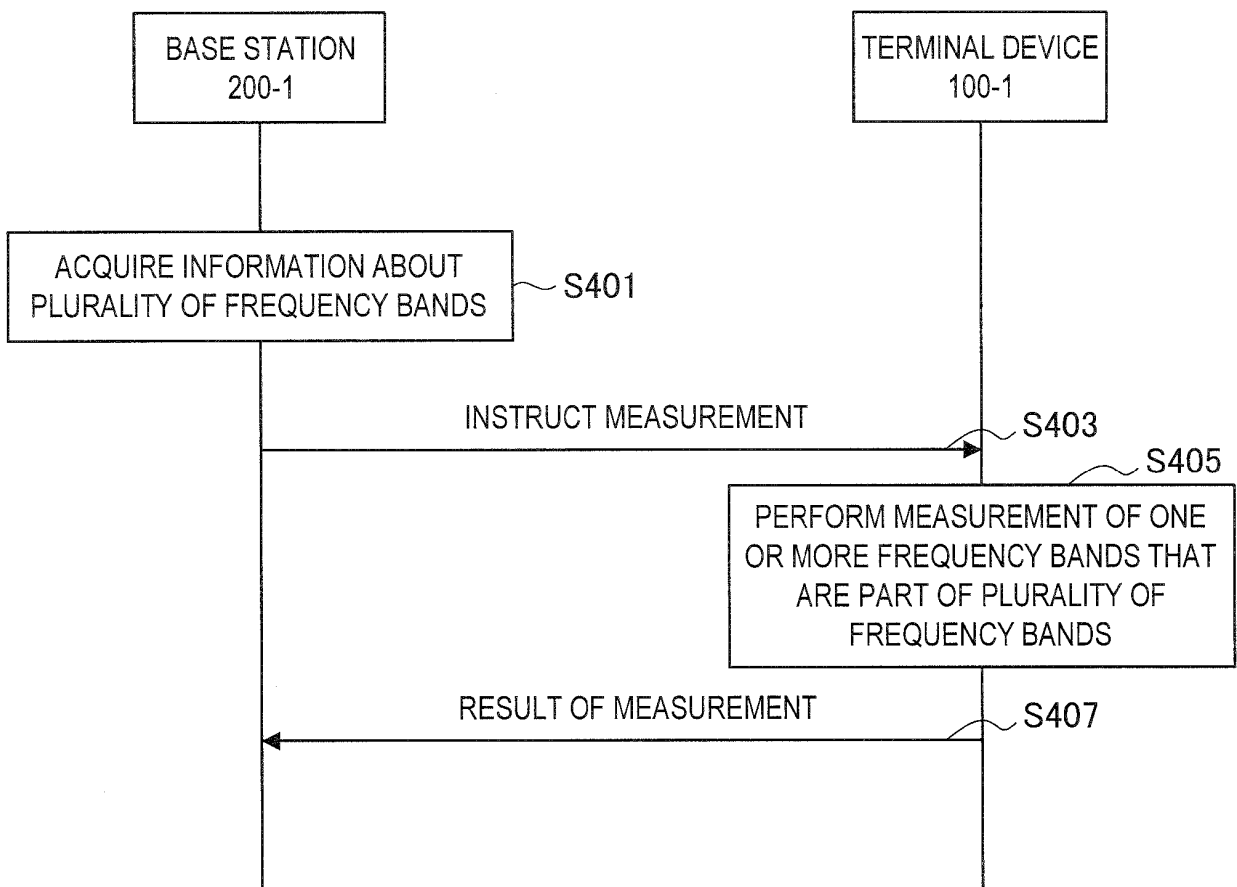 BASE STATION
200-1
TERMINAL DEVICE
100-1
ACQUIRE INFORMATION ABOUT
PLURALITY OF FREQUENCY BANDS
S401
INSTRUCT MEASUREMENT
S403
S405
PERFORM MEASUREMENT OF ONE
OR MORE FREQUENCY BANDS THAT
ARE PART OF PLURALITY OF
FREQUENCY BANDS
RESULT OF MEASUREMENT
S407